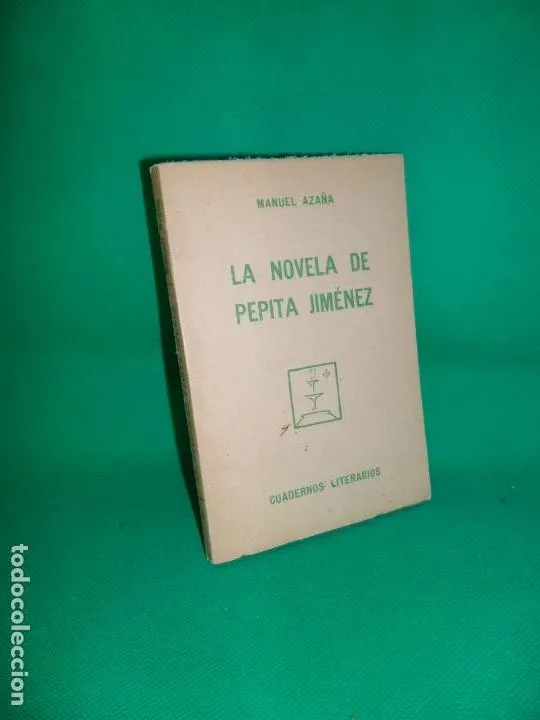 MANUEL AZAÑA
LA NOVELA DE
PEPITA JIMÉNEZ
CUADERNOS LITERARIOS
todocoleccion